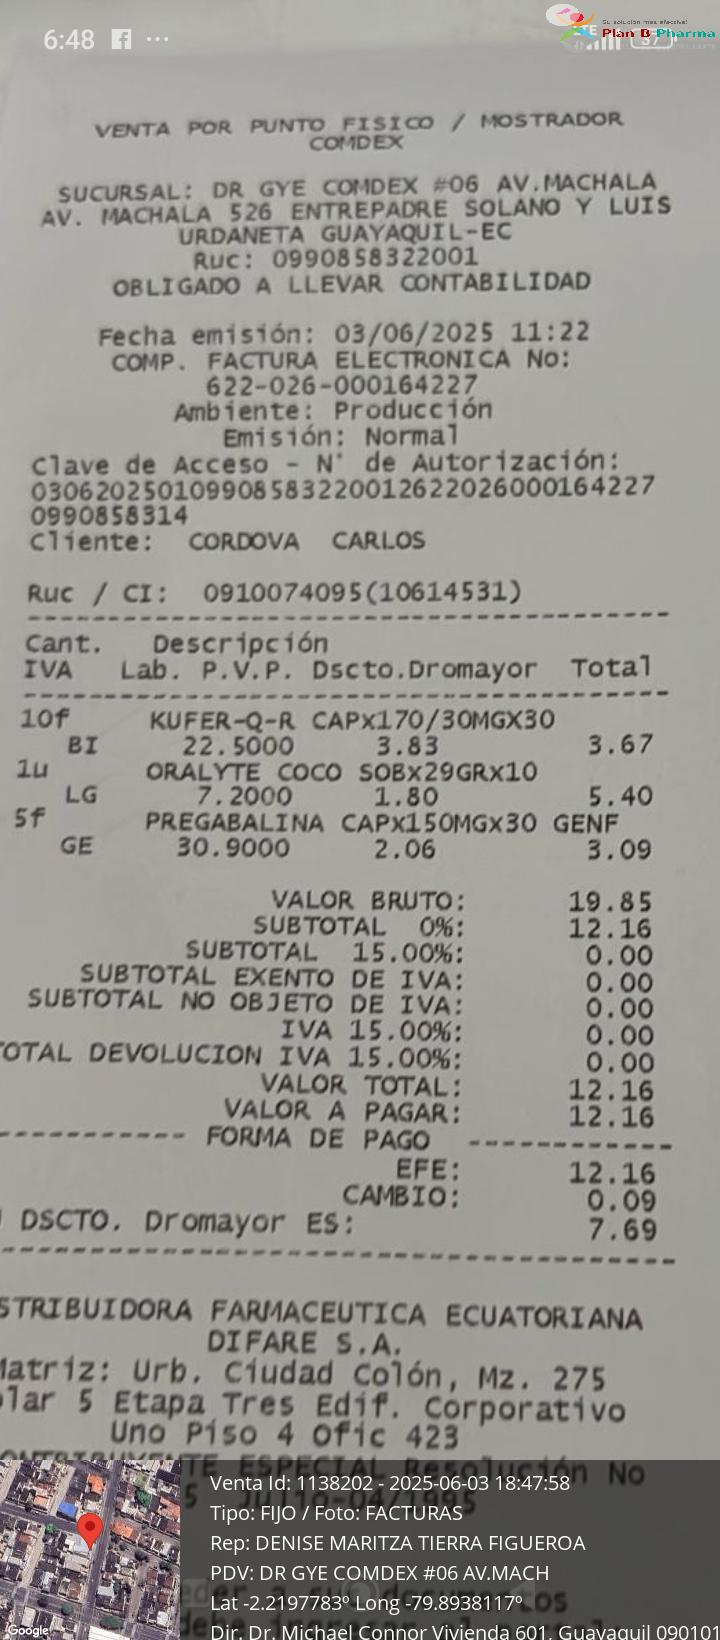 6:48
Su solución mas efectiva!
Plan B Pharma
VENTA POR PUNTO FISICO / MOSTRADOR
COMDEX
SUCURSAL: DR GYE COMDEX #06 AV.MACHALA
AV. MACHALA 526 ENTREPADRE SOLANO Y LUIS
URDANETA GUAYAQUIL-EC
Ruc: 0990858322001
OBLIGADO A LLEVAR CONTABILIDAD
Fecha emisión: 03/06/2025 11:22
COMP. FACTURA ELECTRONICA No:
622-026-000164227
Ambiente: Producción
Emisión: Normal
Clave de Acceso - N° de Autorización:
030620250109908583220012622026000164227
0990858314
Cliente: CORDOVA CARLOS
Ruc / CI: 0910074095(10614531)
Cant. Descripción
IVA Lab. P.V.P. Dscto.Dromayor Total
10f KUFER-Q-R CAPx170/30MGX30
BI 22.5000 3.83 3.67
1u ORALYTE COCO SOBx29GRx10
LG 7.2000 1.80 5.40
5f PREGABALINA CAPx150MGx30 GENF
GE 30.9000 2.06 3.09
VALOR BRUTO: 19.85
SUBTOTAL 0%: 12.16
SUBTOTAL 15.00%: 0.00
SUBTOTAL EXENTO DE IVA: 0.00
SUBTOTAL NO OBJETO DE IVA: 0.00
IVA 15.00%: 0.00
TOTAL DEVOLUCION IVA 15.00%: 0.00
VALOR TOTAL: 12.16
VALOR A PAGAR: 12.16
----------- FORMA DE PAGO -----------
EFE: 12.16
CAMBIO: 0.09
DSCTO. Dromayor ES: 7.69
STRIBUIDORA FARMACEUTICA ECUATORIANA
DIFARE S.A.
Matriz: Urb. Ciudad Colón, Mz. 275
olar 5 Etapa Tres Edif. Corporativo
Uno Piso 4 Ofic 423
ESPECIAL Resolución No
Venta Id: 1138202 - 2025-06-03 18:47:58
Tipo: FIJO / Foto: FACTURAS
Rep: DENISE MARITZA TIERRA FIGUEROA
PDV: DR GYE COMDEX #06 AV.MACH
Lat -2.2197783º Long -79.8938117º
Dir. Dr. Michael Connor Vivienda 601, Guayaquil 090101
Google